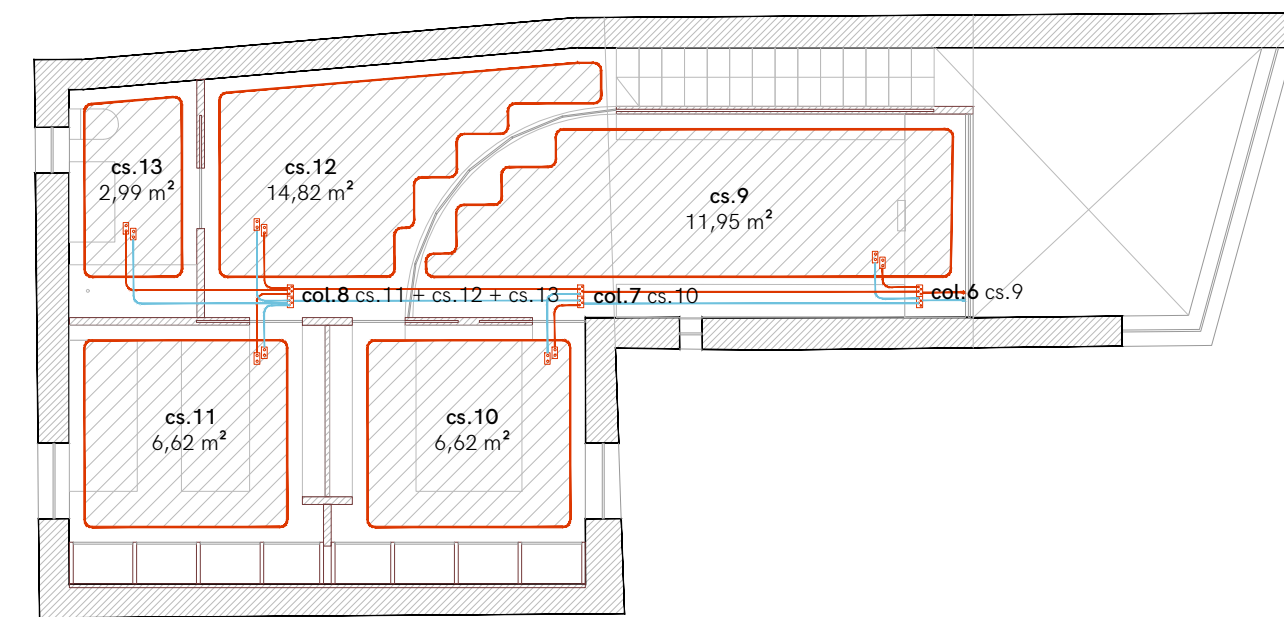 cs.13
2,99 m²
cs.12
14,82 m²
cs.9
11,95 m²
col.8 cs.11 + cs.12 + cs.13
col.7 cs.10
col.6 cs.9
cs.11
6,62 m²
cs.10
6,62 m²